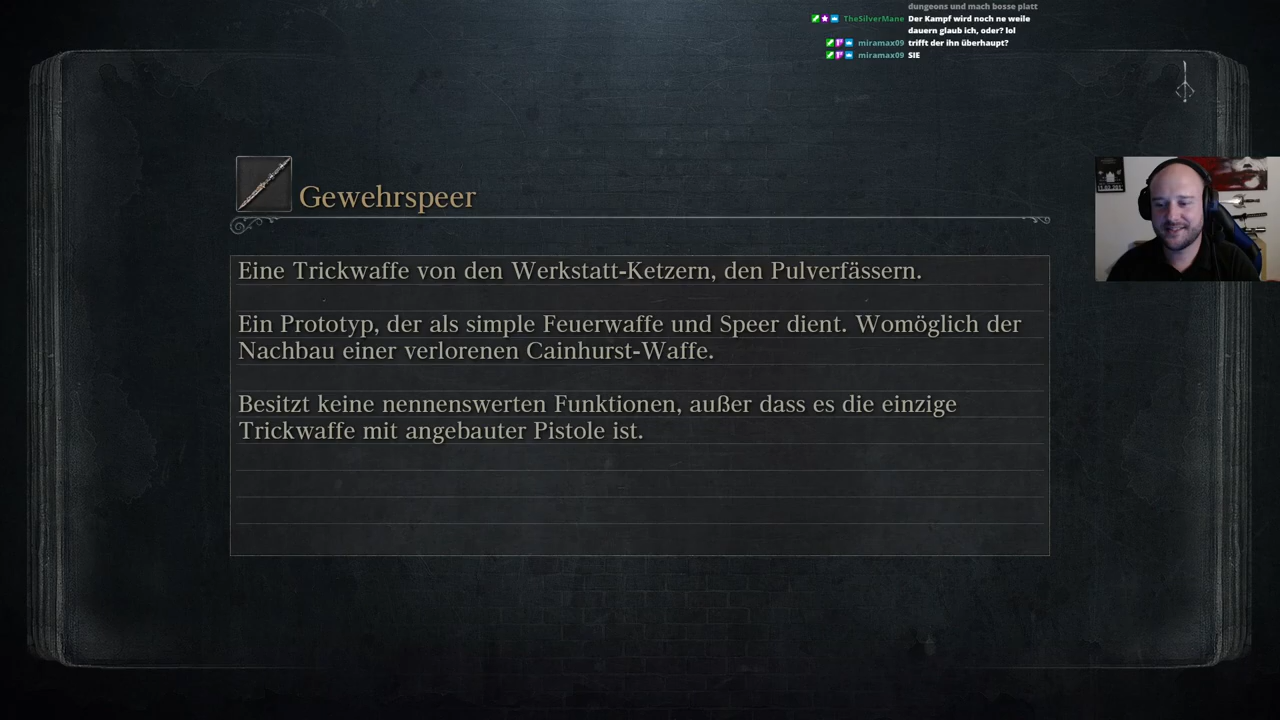 dungeons und mach bosse platt
TheSilverMane Der Kampf wird noch ne weile
dauern glaub ich, oder? lol
miramax09 trifft der ihn überhaupt?
miramax09 SIE
Gewehrspeer
Eine Trickwaffe von den Werkstatt-Ketzern, den Pulverfässern.
Ein Prototyp, der als simple Feuerwaffe und Speer dient. Womöglich der
Nachbau einer verlorenen Cainhurst-Waffe.
Besitzt keine nennenswerten Funktionen, außer dass es die einzige
Trickwaffe mit angebauter Pistole ist.